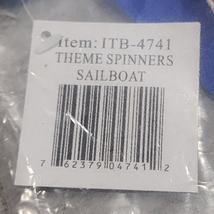 Item: ITB-4741
THEME SPINNERS
SAILBOAT
7 62379 04741 2